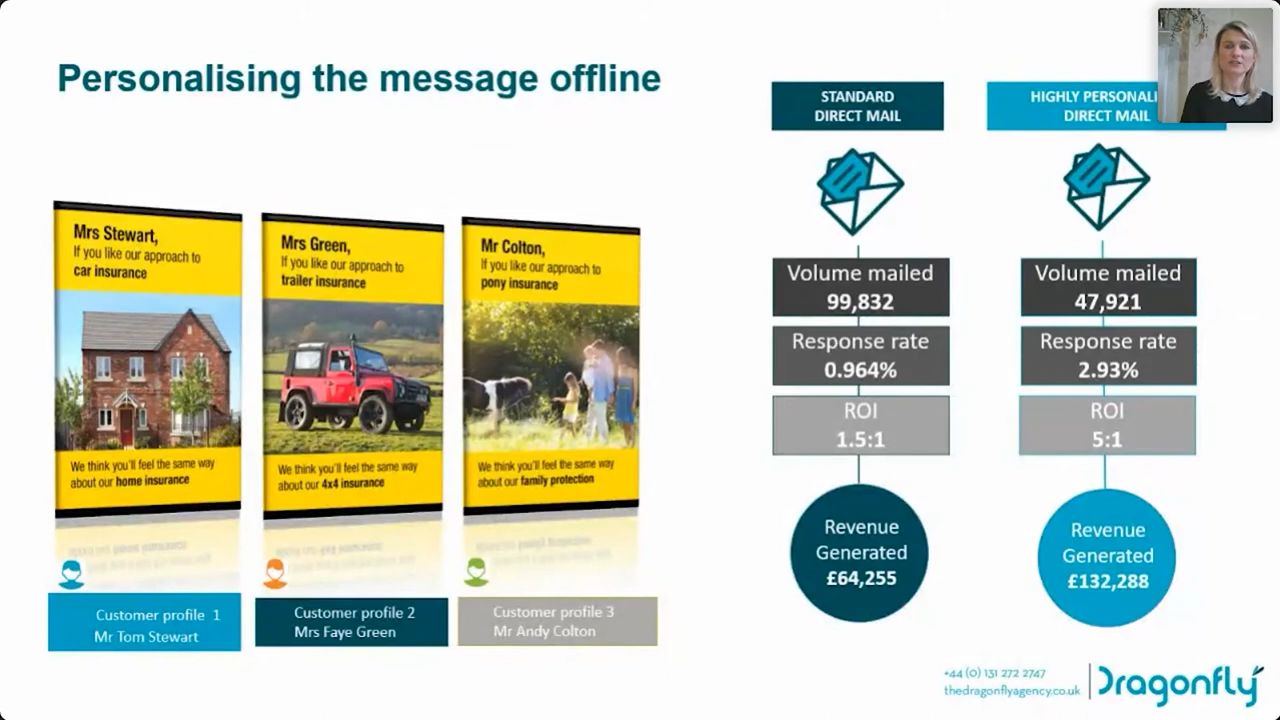 Personalising the message offline
Mrs Stewart,
If you like our approach to
car insurance
We think you'll feel the same way
about our home insurance
Mrs Green,
If you like our approach to
trailer insurance
We think you'll feel the same way
about our 4x4 insurance
Mr Colton,
If you like our approach to
pony insurance
We think you'll feel the same way
about our family protection
Customer profile 1
Mr Tom Stewart
Customer profile 2
Mrs Faye Green
Customer profile 3
Mr Andy Colton
STANDARD
DIRECT MAIL
Volume mailed
99,832
Response rate
0.964%
ROI
1.5:1
Revenue
Generated
£64,255
HIGHLY PERSONALI
DIRECT MAIL
Volume mailed
47,921
Response rate
2.93%
ROI
5:1
Revenue
Generated
£132,288
+44 (0) 131 272 2747
thedragonflyagency.co.uk
Dragonfly